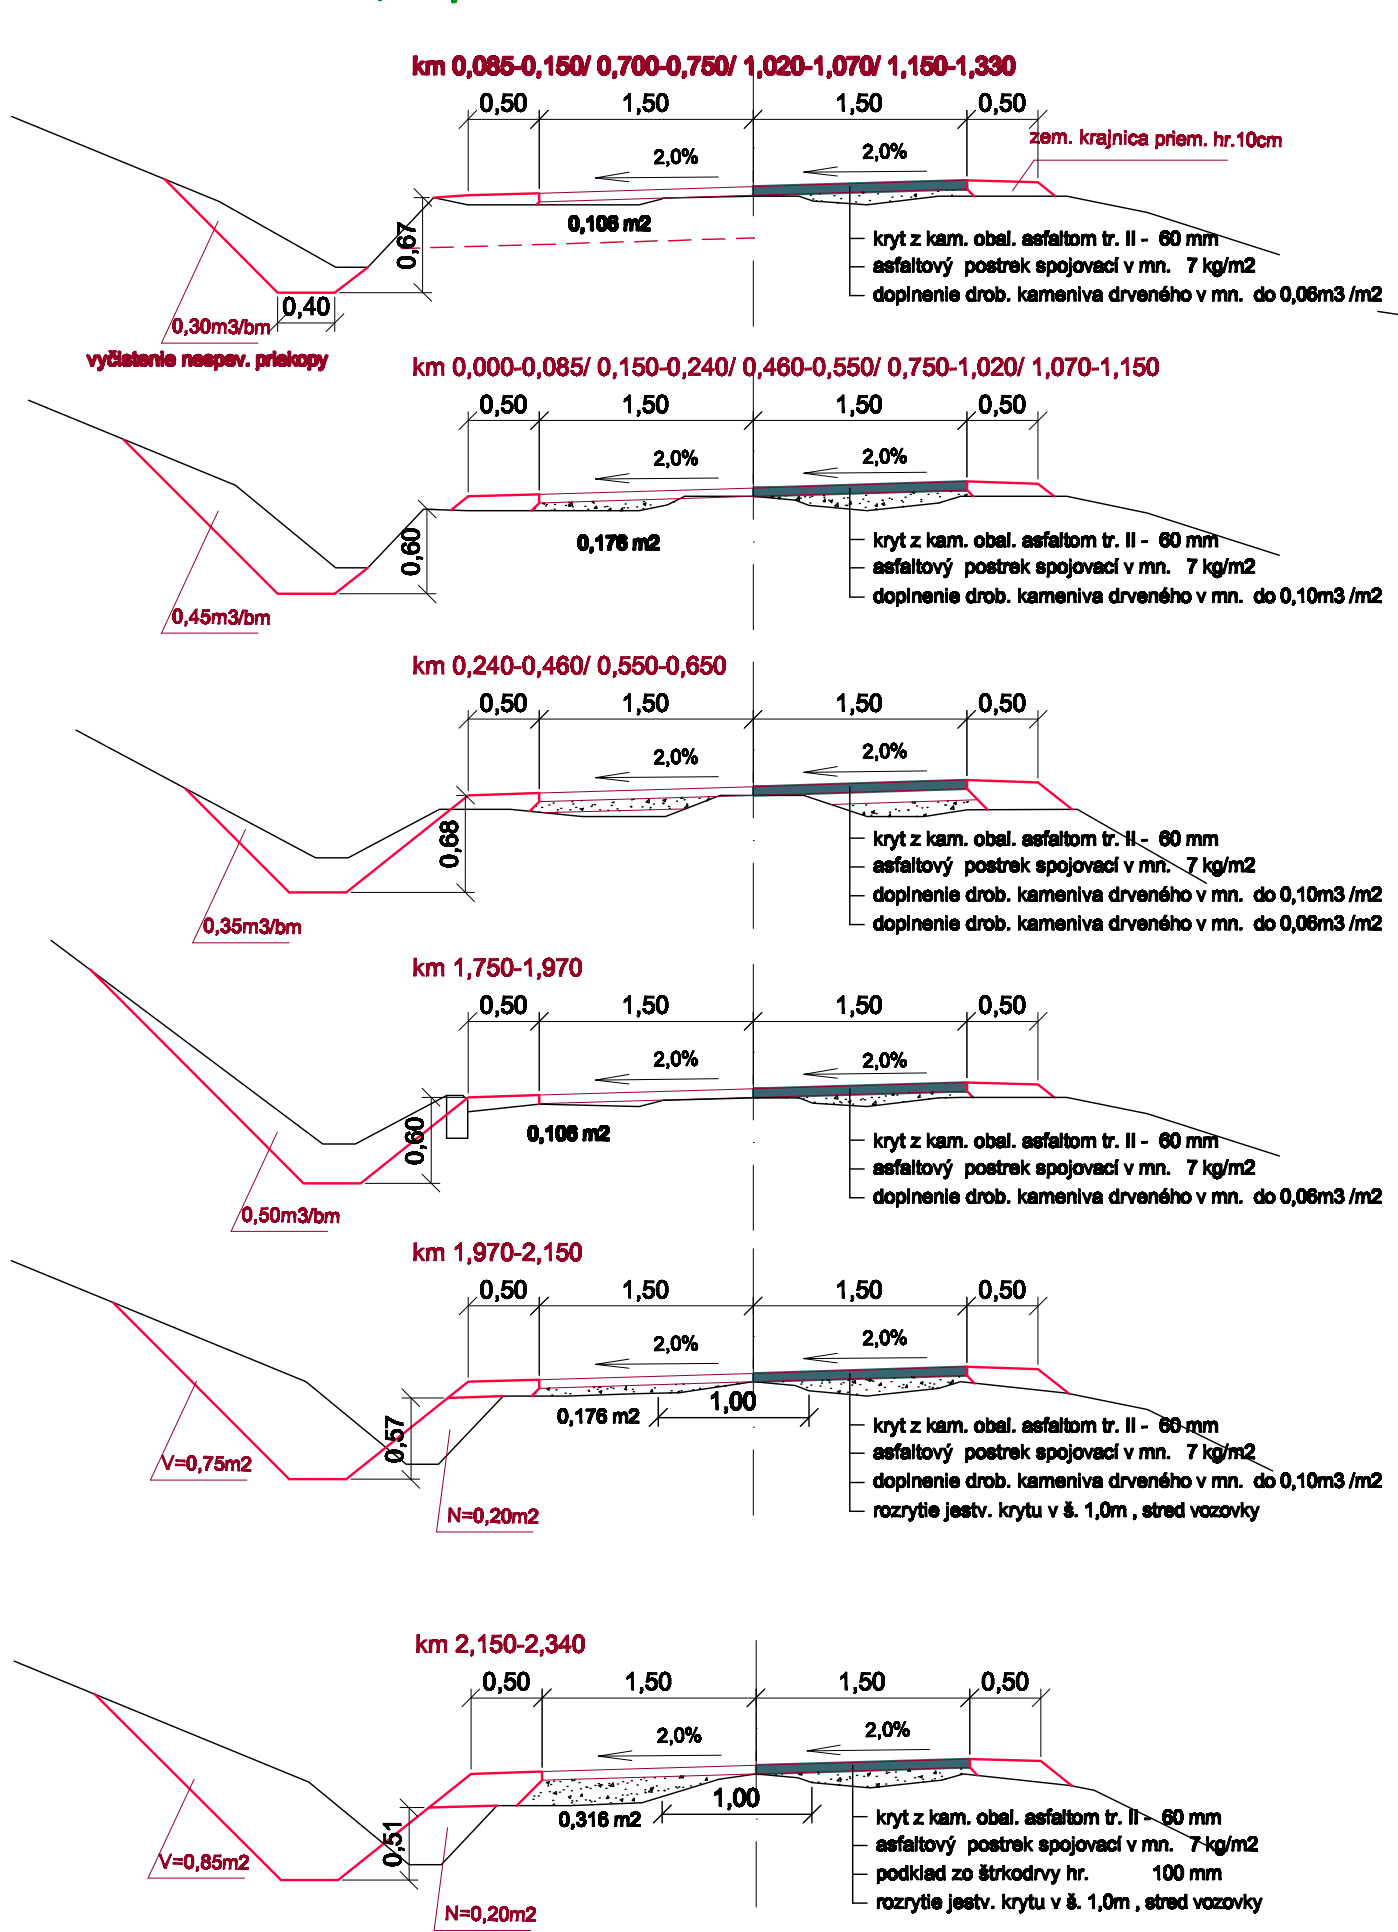 km 0,085-0,150/ 0,700-0,750/ 1,020-1,070/ 1,150-1,330
0,50 1,50 1,50 0,50
zem. krajnica priem. hr.10cm
2,0% 2,0%
0,67
0,106 m2
kryt z kam. obal. asfaltom tr. II - 60 mm
asfaltový postrek spojovací v mn. 7 kg/m2
doplnenie drob. kameniva drveného v mn. do 0,06m3 /m2
0,40
0,30m3/bm
vyčistenie nespev. priekopy
km 0,000-0,085/ 0,150-0,240/ 0,460-0,550/ 0,750-1,020/ 1,070-1,150
0,50 1,50 1,50 0,50
2,0% 2,0%
0,60
0,176 m2
kryt z kam. obal. asfaltom tr. II - 60 mm
asfaltový postrek spojovací v mn. 7 kg/m2
doplnenie drob. kameniva drveného v mn. do 0,10m3 /m2
0,45m3/bm
km 0,240-0,460/ 0,550-0,650
0,50 1,50 1,50 0,50
2,0% 2,0%
0,68
kryt z kam. obal. asfaltom tr. II - 60 mm
asfaltový postrek spojovací v mn. 7 kg/m2
doplnenie drob. kameniva drveného v mn. do 0,10m3 /m2
doplnenie drob. kameniva drveného v mn. do 0,06m3 /m2
0,35m3/bm
km 1,750-1,970
0,50 1,50 1,50 0,50
2,0% 2,0%
0,60
0,106 m2
kryt z kam. obal. asfaltom tr. II - 60 mm
asfaltový postrek spojovací v mn. 7 kg/m2
doplnenie drob. kameniva drveného v mn. do 0,06m3 /m2
0,50m3/bm
km 1,970-2,150
0,50 1,50 1,50 0,50
2,0% 2,0%
0,57
0,176 m2
1,00
kryt z kam. obal. asfaltom tr. II - 60 mm
asfaltový postrek spojovací v mn. 7 kg/m2
doplnenie drob. kameniva drveného v mn. do 0,10m3 /m2
rozrytie jestv. krytu v š. 1,0m , stred vozovky
V=0,75m2
N=0,20m2
km 2,150-2,340
0,50 1,50 1,50 0,50
2,0% 2,0%
0,51
0,316 m2
1,00
kryt z kam. obal. asfaltom tr. II - 60 mm
asfaltový postrek spojovací v mn. 7 kg/m2
podklad zo štrkodrvy hr. 100 mm
rozrytie jestv. krytu v š. 1,0m , stred vozovky
V=0,85m2
N=0,20m2